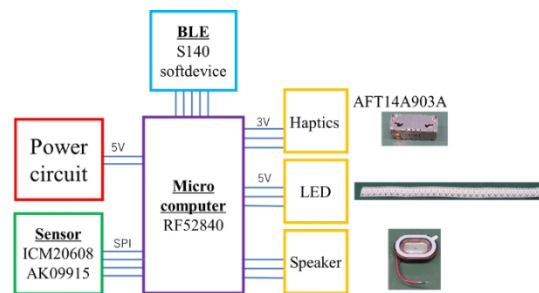 BLE
S140
softdevice
AFT14A903A
3V
Haptics
Power
circuit
5V
5V
LED
Micro
computer
RF52840
Sensor
ICM20608
AK09915
SPI
Speaker